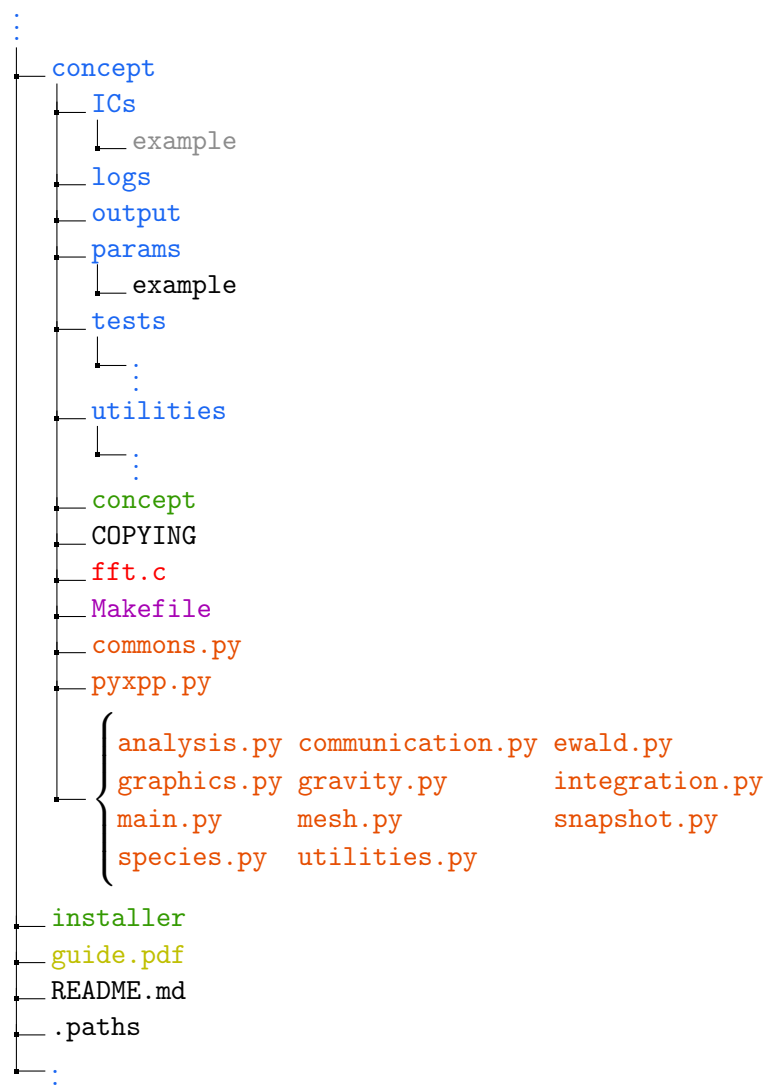 concept
ICs
example
logs
output
params
example
tests
utilities
concept
COPYING
fft.c
Makefile
commons.py
pyxpp.py
analysis.py communication.py ewald.py
graphics.py gravity.py integration.py
main.py mesh.py snapshot.py
species.py utilities.py
installer
guide.pdf
README.md
.paths